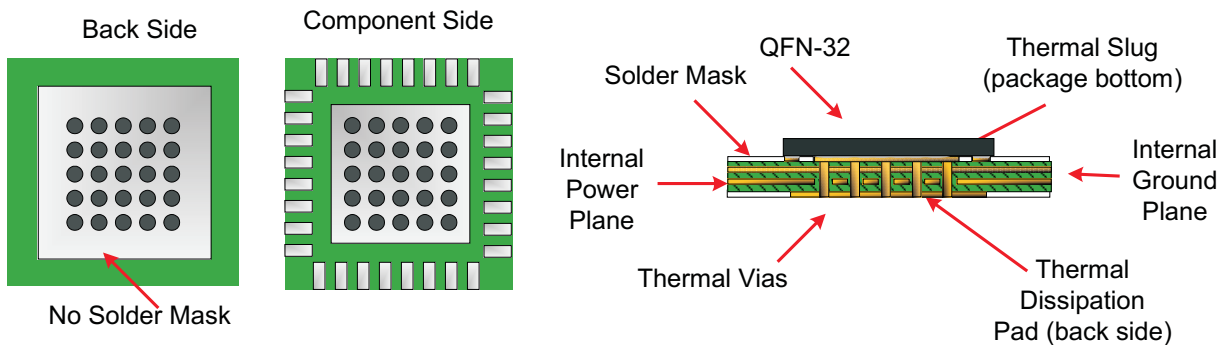 Back Side
Component Side
No Solder Mask
QFN-32
Solder Mask
Thermal Slug
(package bottom)
Internal
Power
Plane
Internal
Ground
Plane
Thermal Vias
Thermal
Dissipation
Pad (back side)